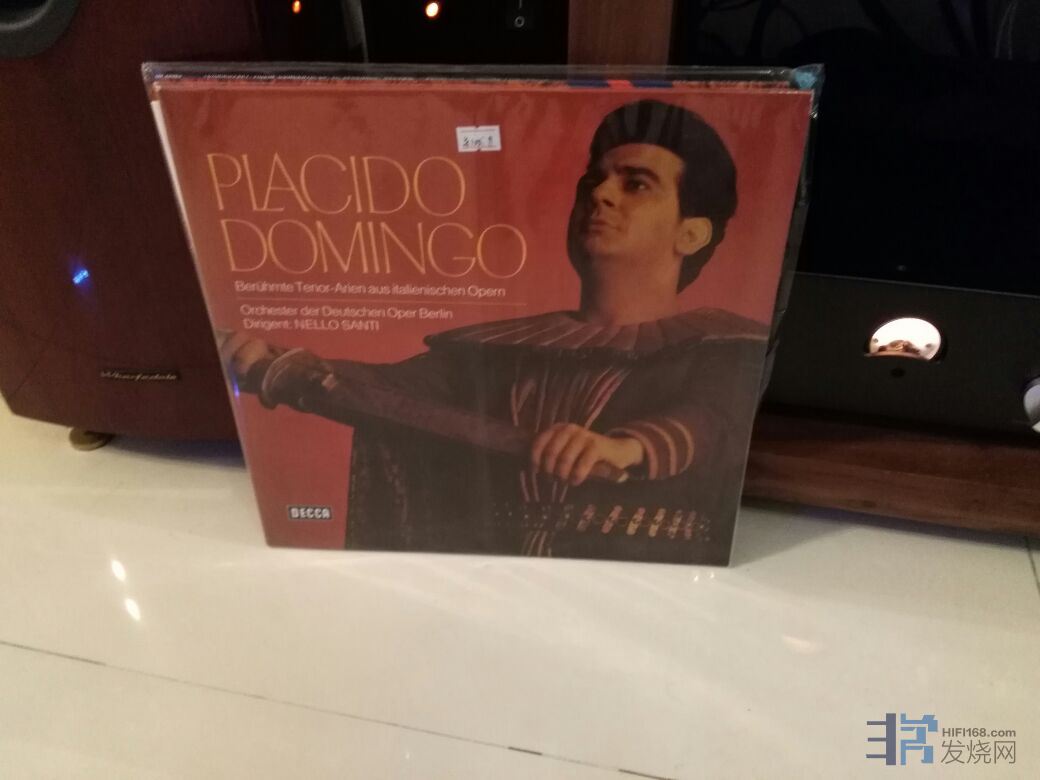 PLACIDO
DOMINGO
Berühmte Tenor-Arien aus italienischen Opern
Orchester der Deutschen Oper Berlin
Dirigent: NELLO SANTI
DECCA
Wharfedale
HIFI168.com
发烧网